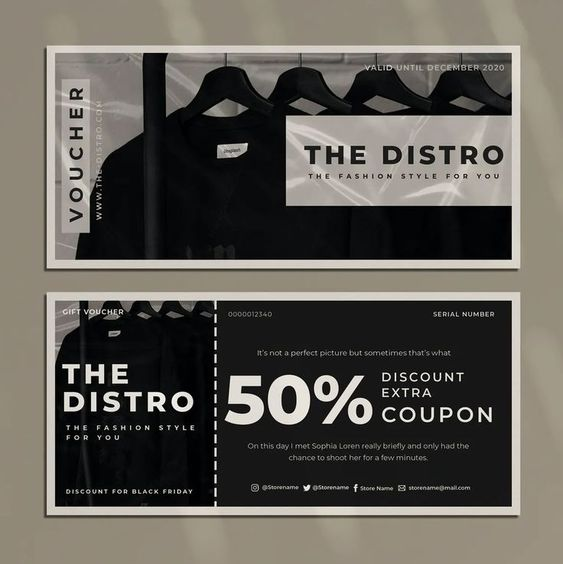 VOUCHER
WWW.THE-DISTRO.COM
VALID UNTIL DECEMBER 2020
THE DISTRO
THE FASHION STYLE FOR YOU
GIFT VOUCHER
THE
DISTRO
THE FASHION STYLE
FOR YOU
DISCOUNT FOR BLACK FRIDAY
0000012340
SERIAL NUMBER
It's not a perfect picture but sometimes that's what
50%
DISCOUNT
EXTRA
COUPON
On this day I met Sophia Loren really briefly and only had the
chance to shoot her for a few minutes.
@Storename @Storename Store Name storename@mail.com